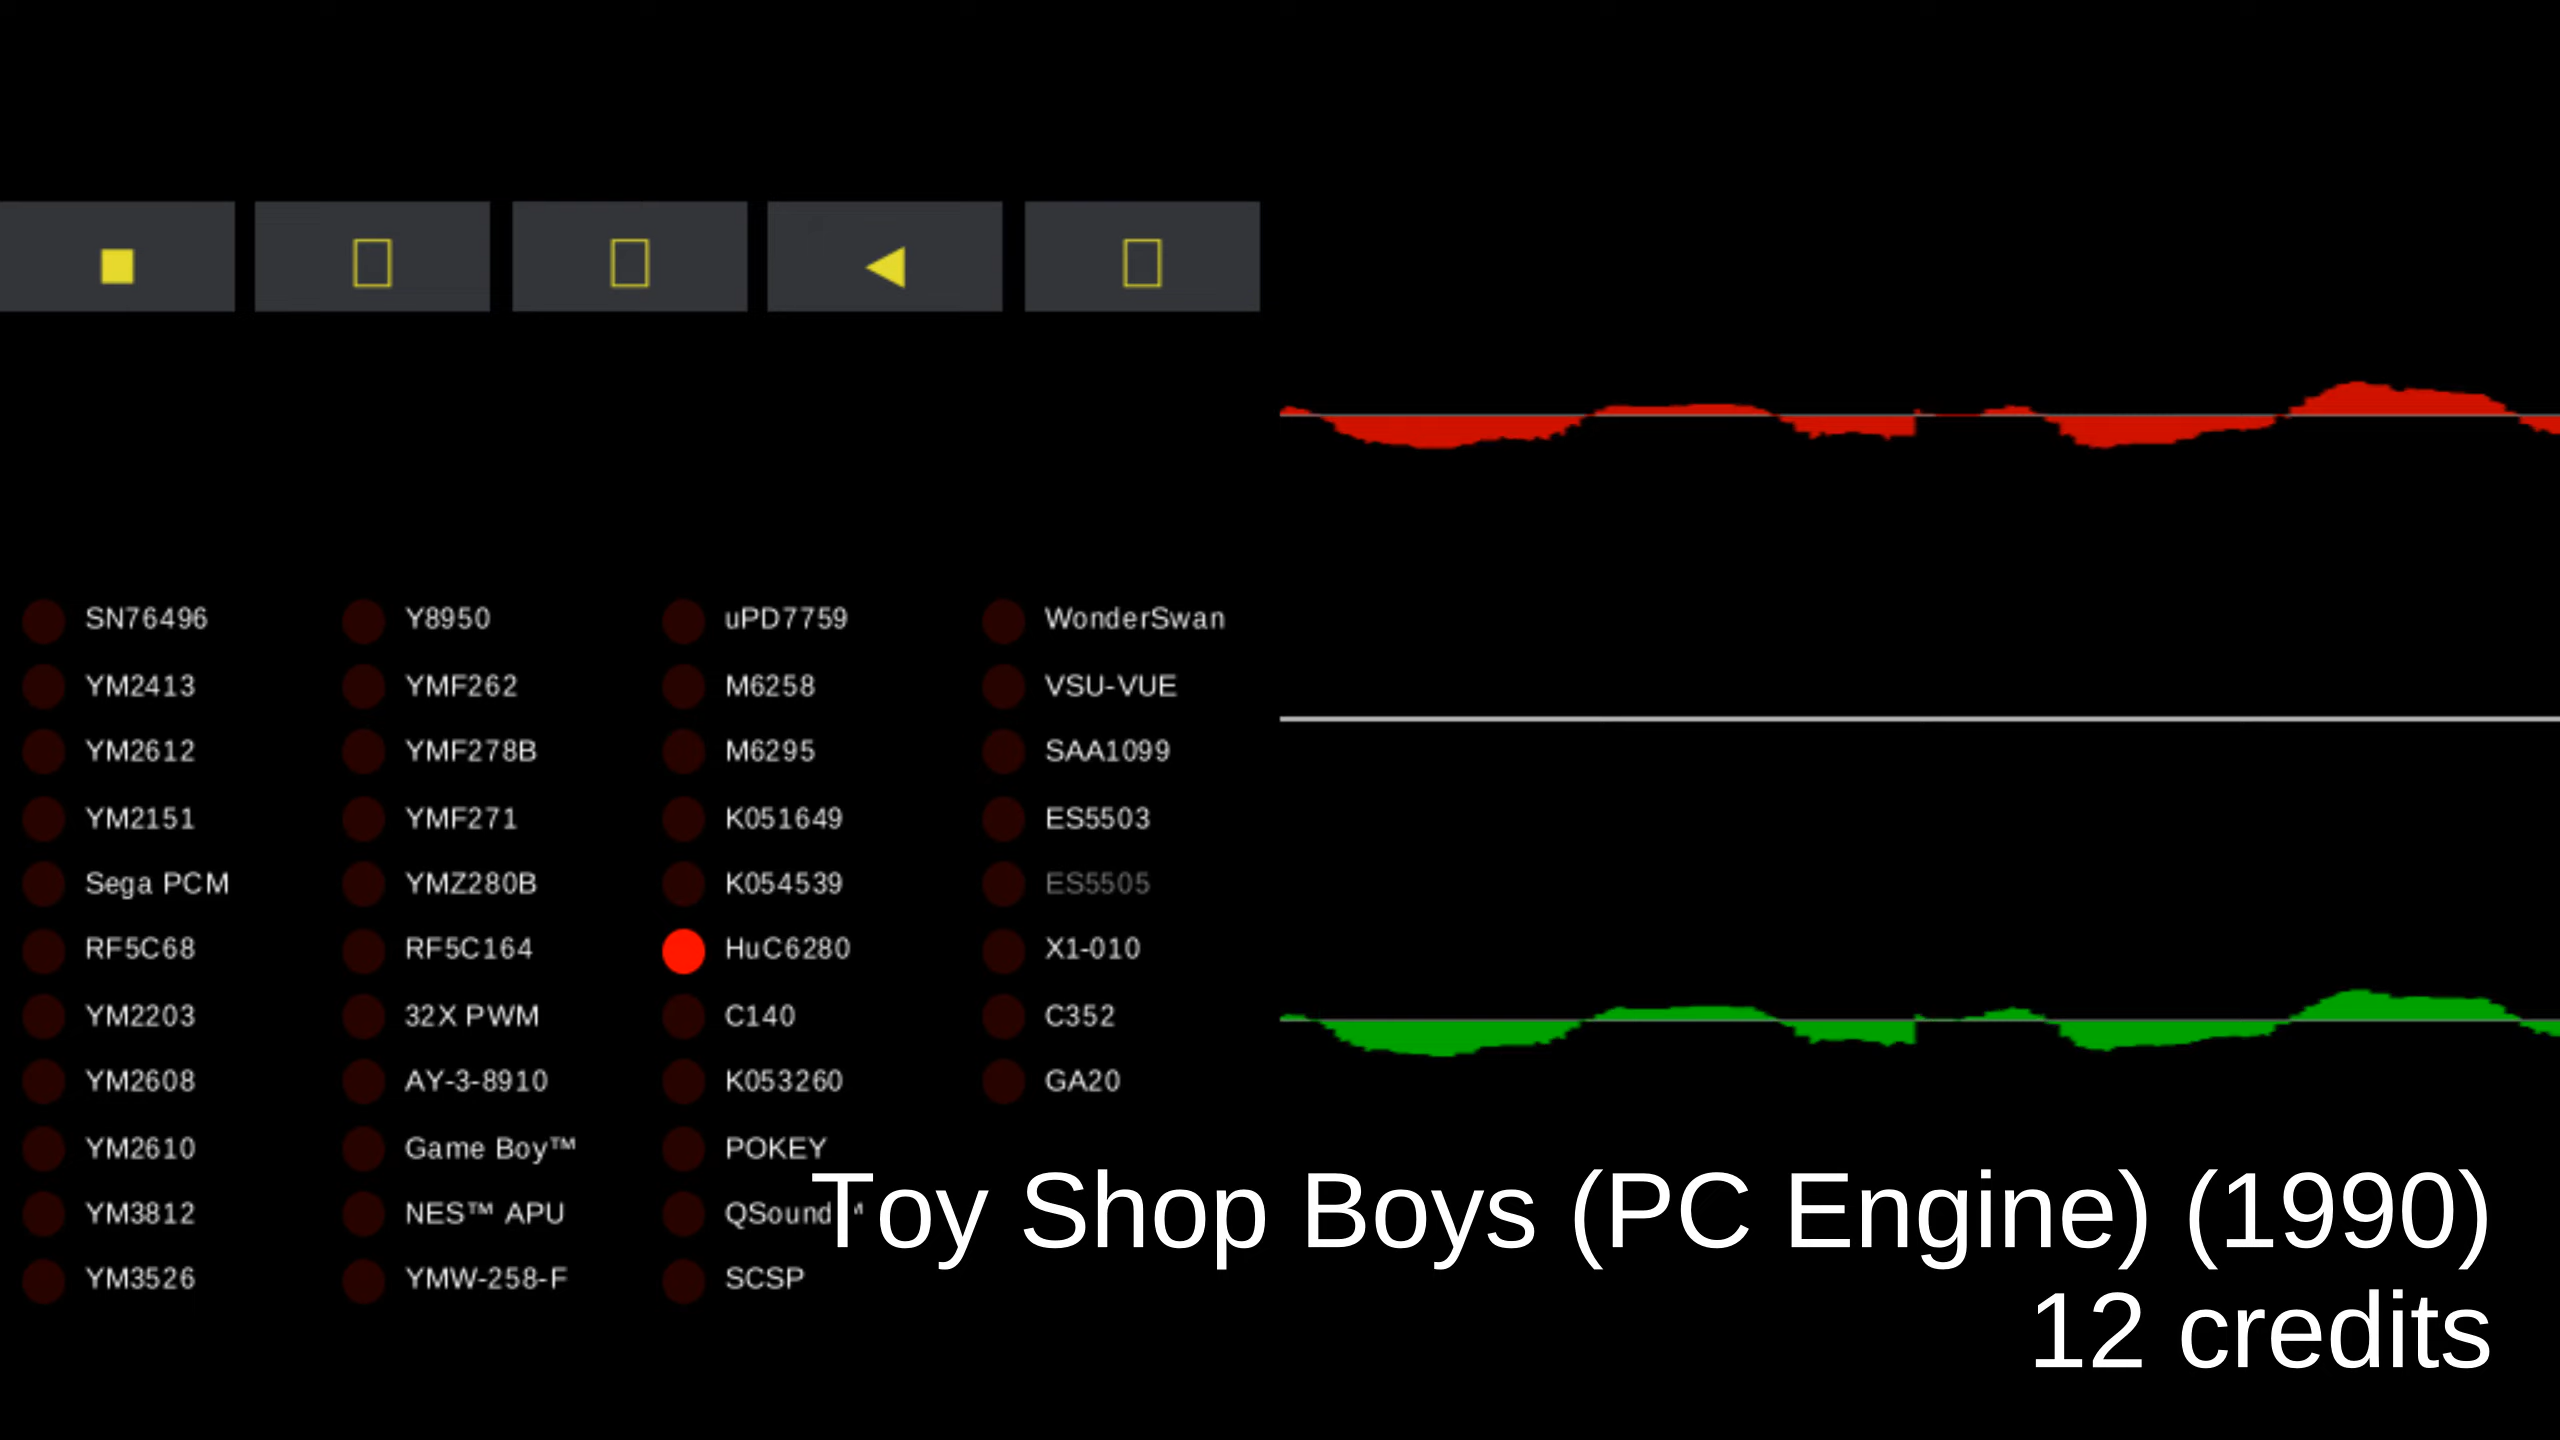 SN76496
YM2413
YM2612
YM2151
Sega PCM
RF5C68
YM2203
YM2608
YM2610
YM3812
YM3526
Y8950
YMF262
YMF278B
YMF271
YMZ280B
RF5C164
32X PWM
AY-3-8910
Game Boy™
NES™ APU
YMW-258-F
uPD7759
M6258
M6295
K051649
K054539
HuC6280
C140
K053260
POKEY
QSound™
SCSP
WonderSwan
VSU-VUE
SAA1099
ES5503
ES5505
X1-010
C352
GA20
Toy Shop Boys (PC Engine) (1990)
12 credits